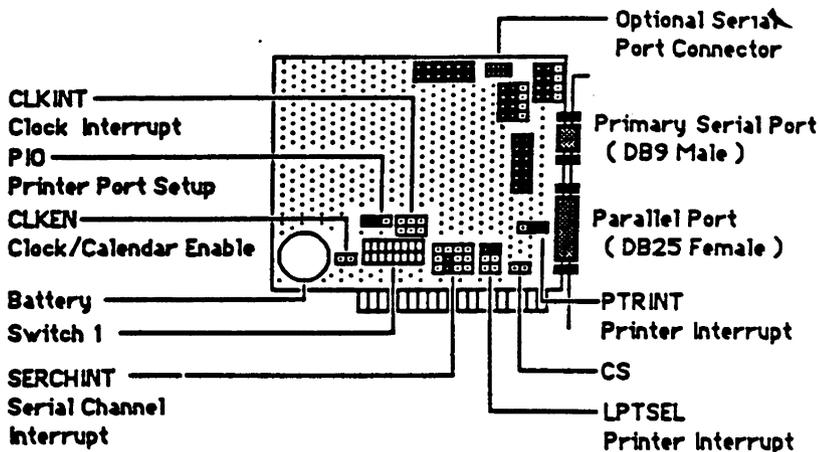 Optional Serial
Port Connector
CLKINT
Clock Interrupt
PIO
Printer Port Setup
CLKEN
Clock/Calendar Enable
Battery
Switch 1
SERCHINT
Serial Channel
Interrupt
Primary Serial Port
( DB9 Male )
Parallel Port
( DB25 Female )
PTRINT
Printer Interrupt
CS
LPTSEL
Printer Interrupt